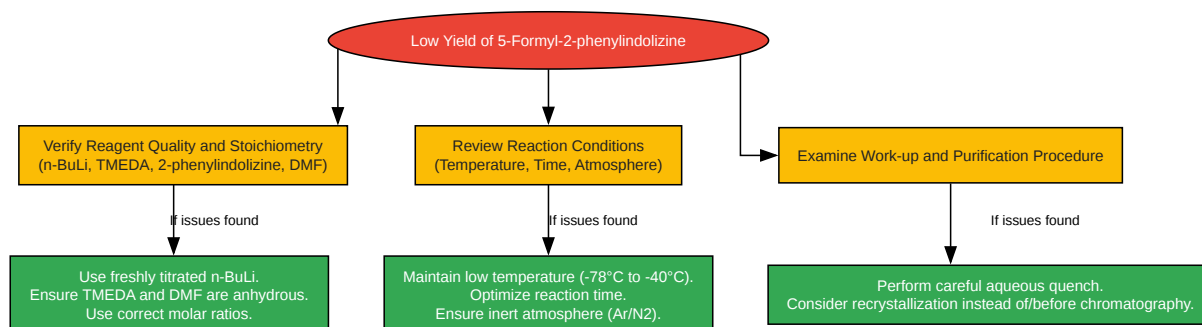 Low Yield of 5-Formyl-2-phenylindolizine
Verify Reagent Quality and Stoichiometry
(n-BuLi, TMEDA, 2-phenylindolizine, DMF)
Review Reaction Conditions
(Temperature, Time, Atmosphere)
Examine Work-up and Purification Procedure
If issues found
If issues found
If issues found
Use freshly titrated n-BuLi.
Ensure TMEDA and DMF are anhydrous.
Use correct molar ratios.
Maintain low temperature (-78°C to -40°C).
Optimize reaction time.
Ensure inert atmosphere (Ar/N2).
Perform careful aqueous quench.
Consider recrystallization instead of/before chromatography.